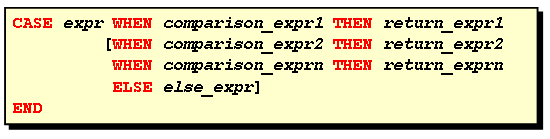 CASE expr WHEN comparison_expr1 THEN return_expr1
[WHEN comparison_expr2 THEN return_expr2
WHEN comparison_exprn THEN return_exprn
ELSE else_expr]
END